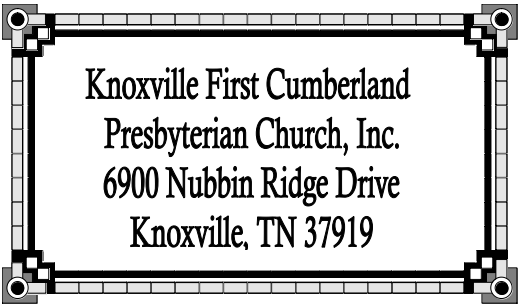 Knoxville First Cumberland
Presbyterian Church, Inc.
6900 Nubbin Ridge Drive
Knoxville, TN 37919